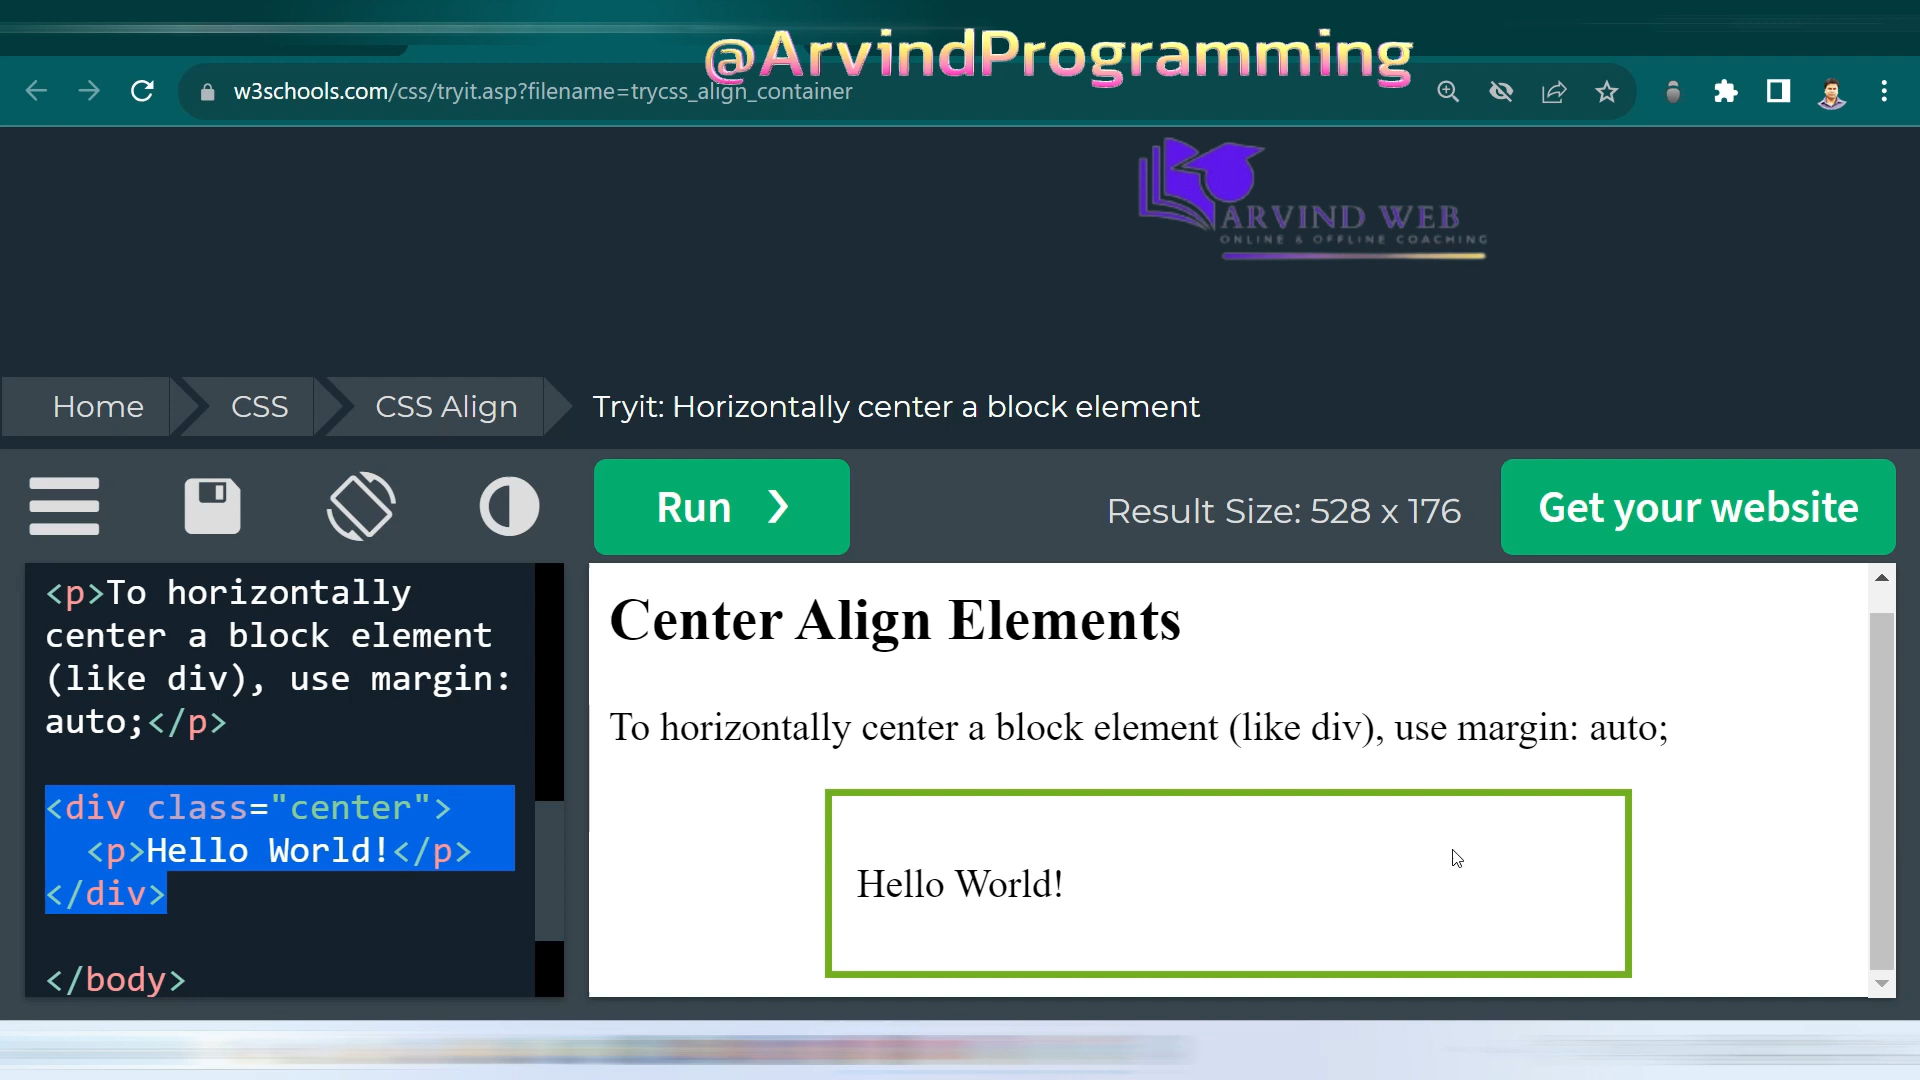 @ArvindProgramming
w3schools.com/css/tryit.asp?filename=trycss_align_container
ARVIND WEB
ONLINE & OFFLINE COACHING
Home
CSS
CSS Align
Tryit: Horizontally center a block element
Run ❯
Result Size: 528 x 176
Get your website
<p>To horizontally
center a block element
(like div), use margin:
auto;</p>
<div class="center">
<p>Hello World!</p>
</div>
</body>
Center Align Elements
To horizontally center a block element (like div), use margin: auto;
Hello World!